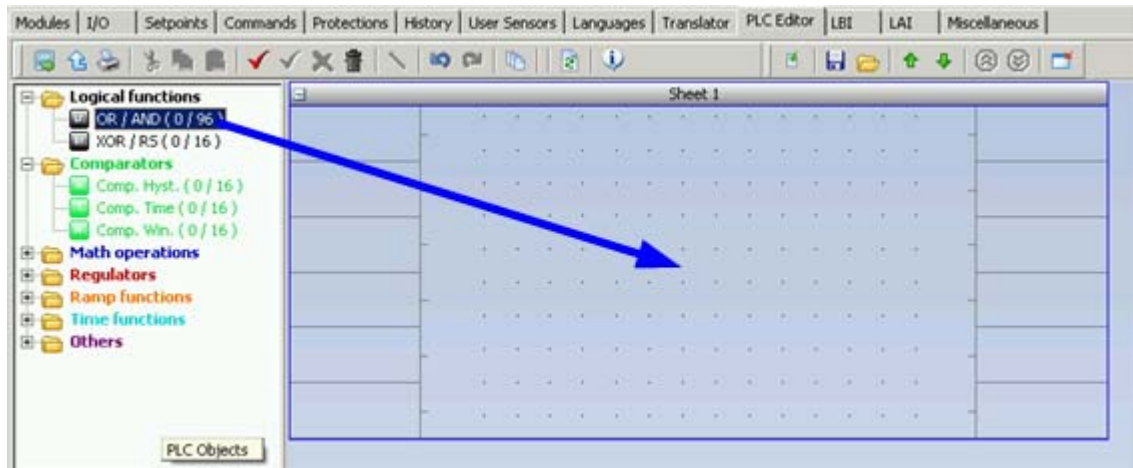 Modules I/O Setpoints Commands Protections History User Sensors Languages Translator PLC Editor LBI LAI Miscellaneous
Sheet 1
Logical functions
OR / AND ( 0 / 96 )
XOR / RS ( 0 / 16 )
Comparators
Comp. Hyst. ( 0 / 16 )
Comp. Time ( 0 / 16 )
Comp. Win. ( 0 / 16 )
Math operations
Regulators
Ramp functions
Time functions
Others
PLC Objects